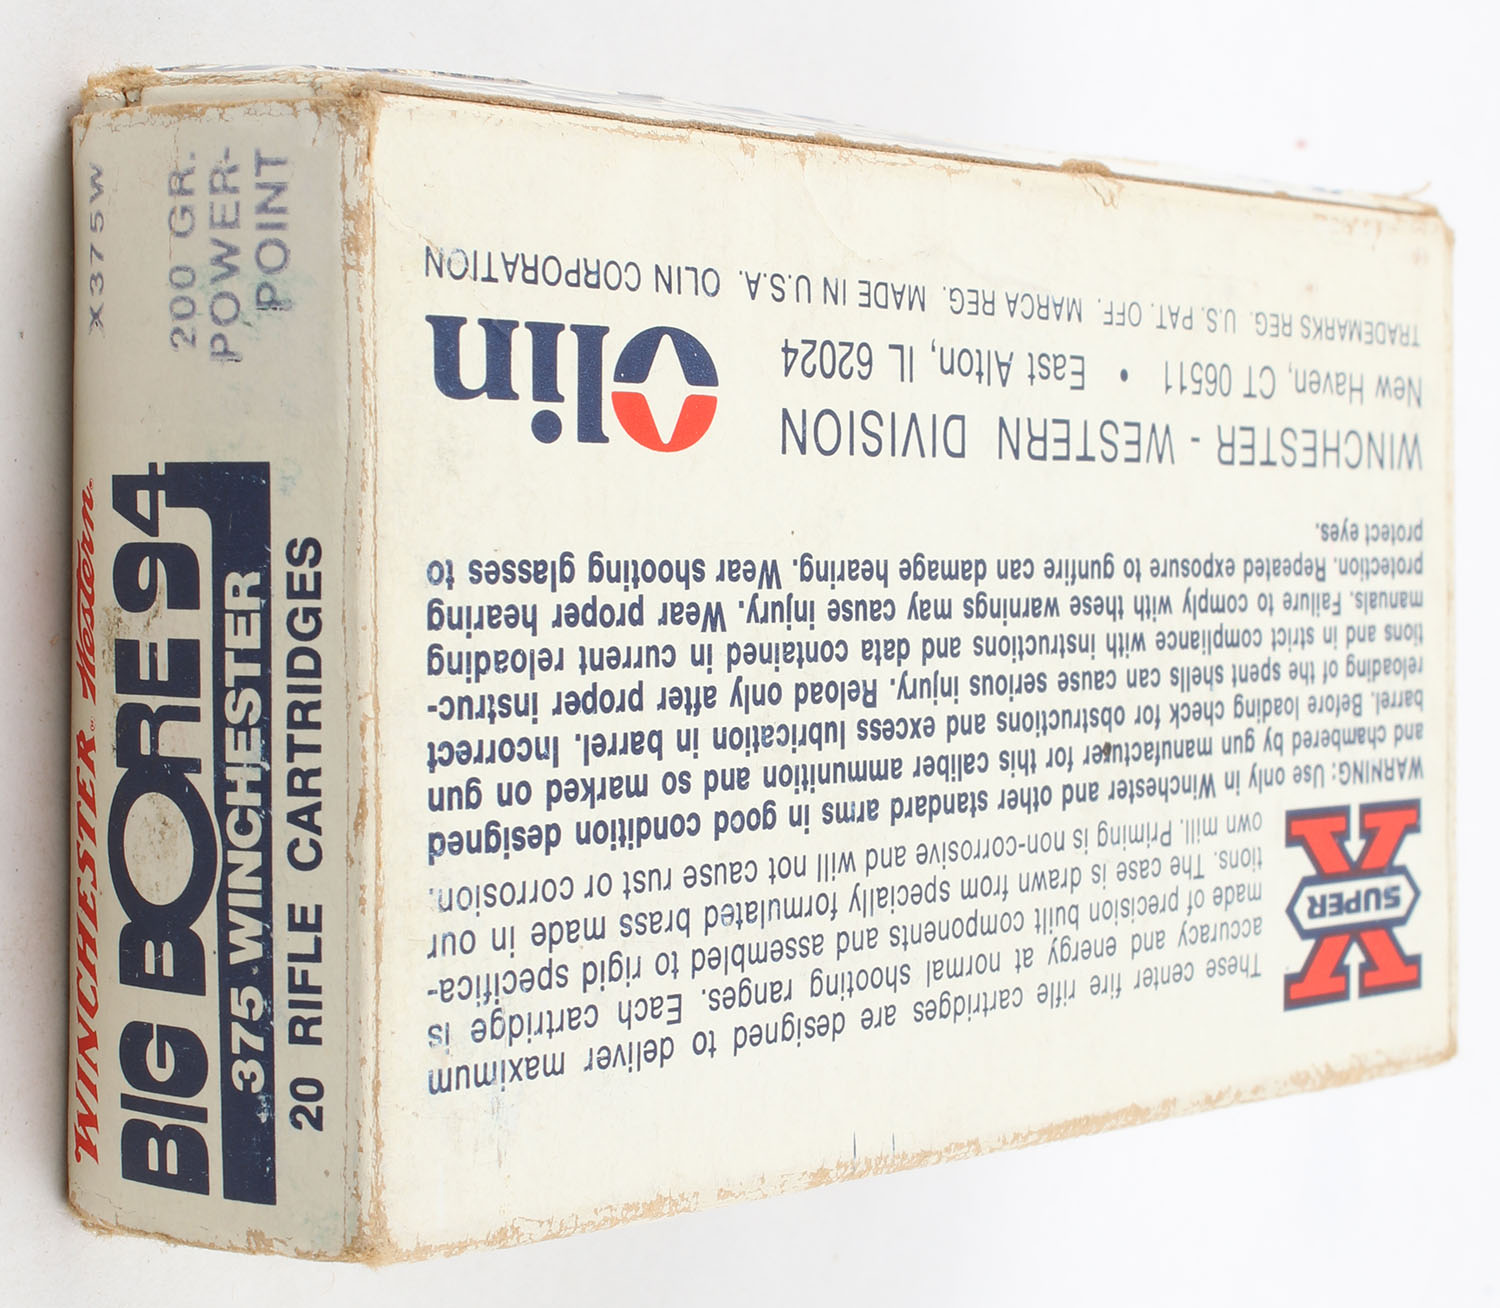 WINCHESTER® Western®
BIG BORE 94
375 WINCHESTER
20 RIFLE CARTRIDGES
X375W
200 GR.
POWER-
POINT
SUPER
X
These center fire rifle cartridges are designed to deliver maximum
accuracy and energy at normal shooting ranges. Each cartridge is
made of precision built components and assembled to rigid specifica-
tions. The case is drawn from specially formulated brass made in our
own mill. Priming is non-corrosive and will not cause rust or corrosion.
WARNING: Use only in Winchester and other standard arms in good condition designed
and chambered by gun manufacturer for this caliber ammunition and so marked on gun
barrel. Before loading check for obstructions and excess lubrication in barrel. Incorrect
reloading of the spent shells can cause serious injury. Reload only after proper instruc-
tions and in strict compliance with instructions and data contained in current reloading
manuals. Failure to comply with these warnings may cause injury. Wear proper hearing
protection. Repeated exposure to gunfire can damage hearing. Wear shooting glasses to
protect eyes.
WINCHESTER - WESTERN DIVISION
New Haven, CT 06511 • East Alton, IL 62024
TRADEMARKS REG. U.S. PAT. OFF. MARCA REG. MADE IN U.S.A. OLIN CORPORATION
Olin